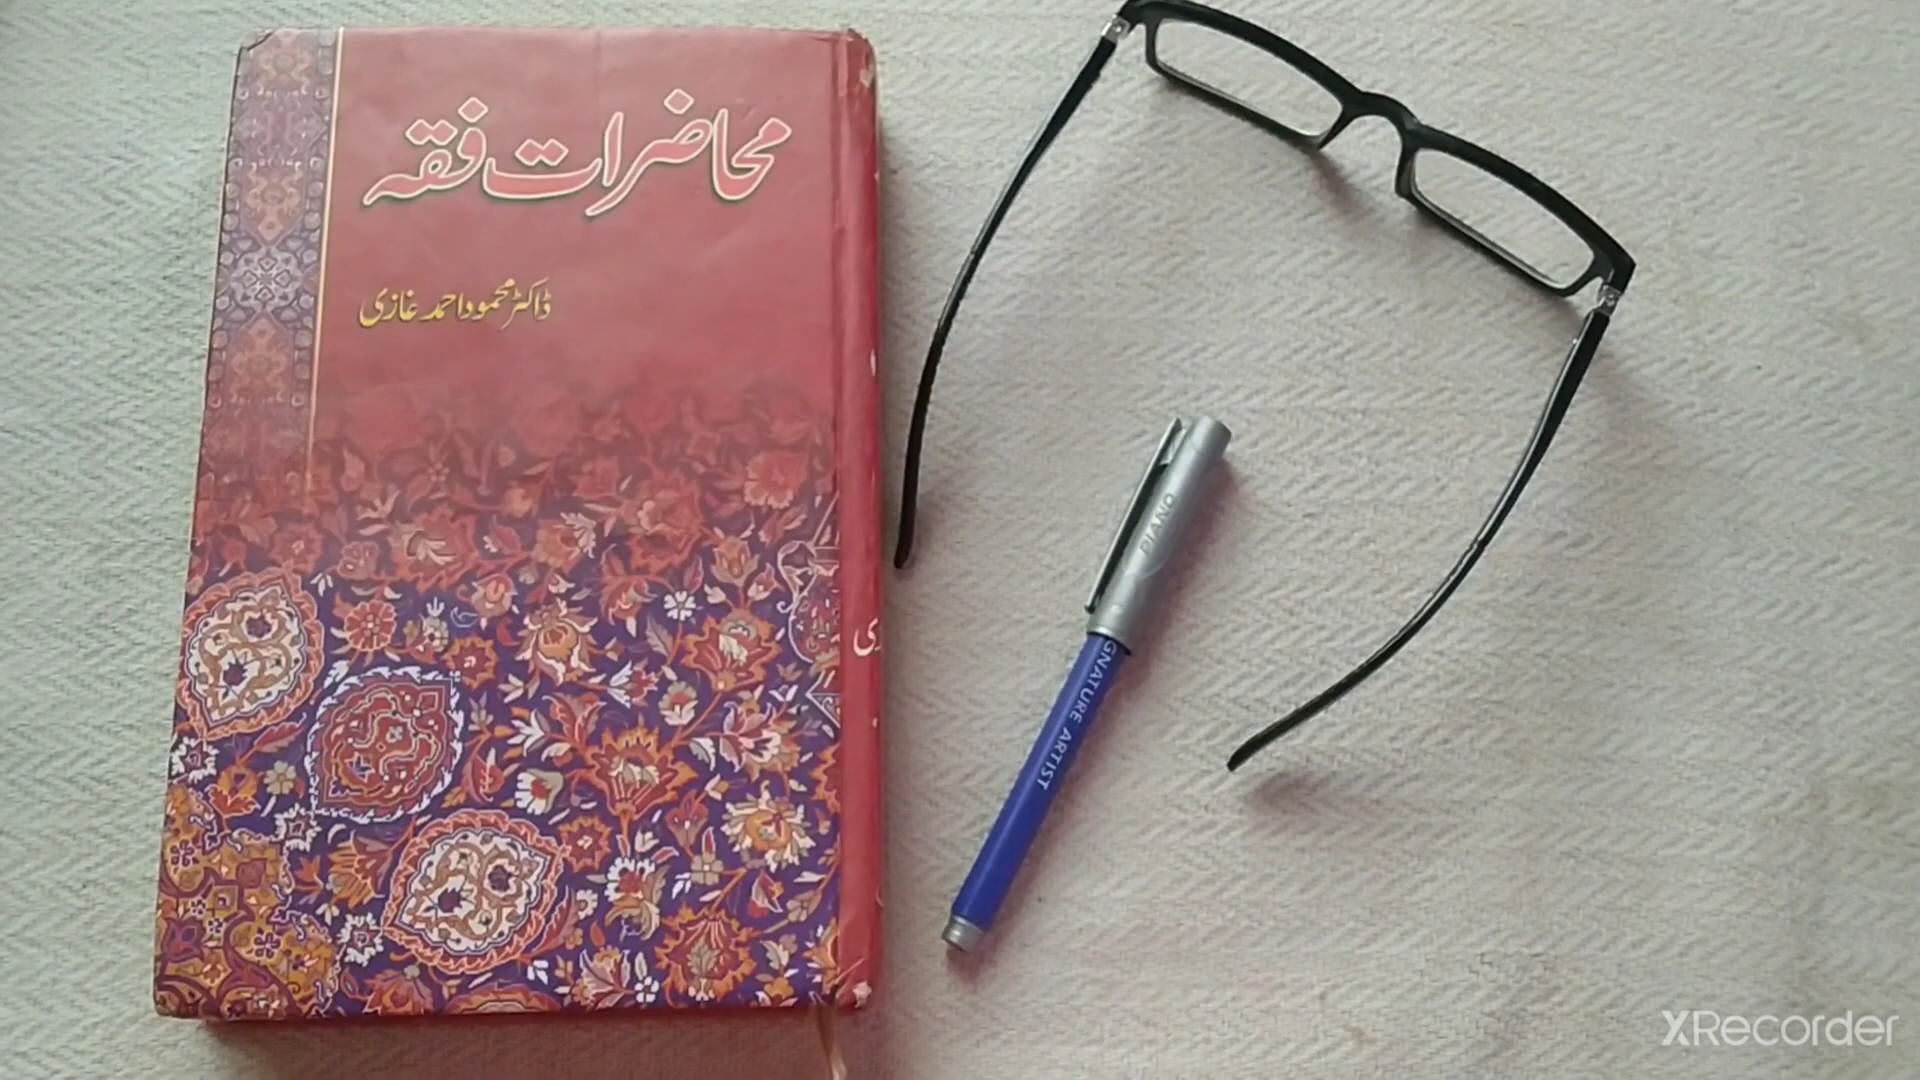 محاضرات فقہ
ڈاکٹر محمود احمد غازی
PIANO
GNATURE ARTIST
XRecorder